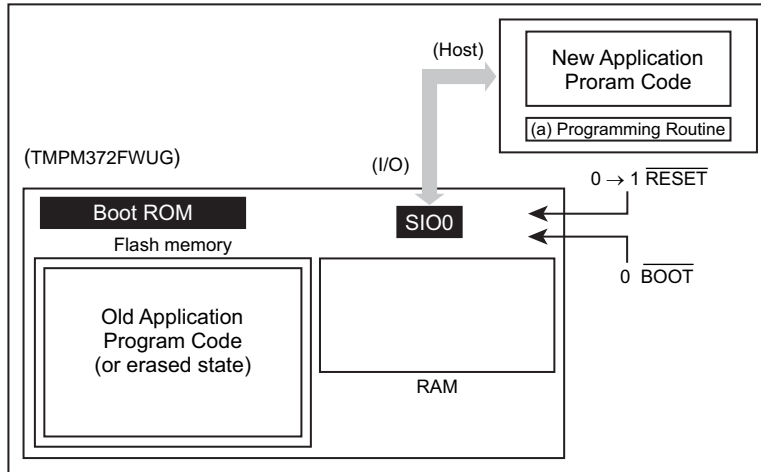 (Host)
New Application
Proram Code
(a) Programming Routine
(TMPM372FWUG)
(I/O)
0 → 1 RESET
Boot ROM
SIO0
Flash memory
0 BOOT
Old Application
Program Code
(or erased state)
RAM